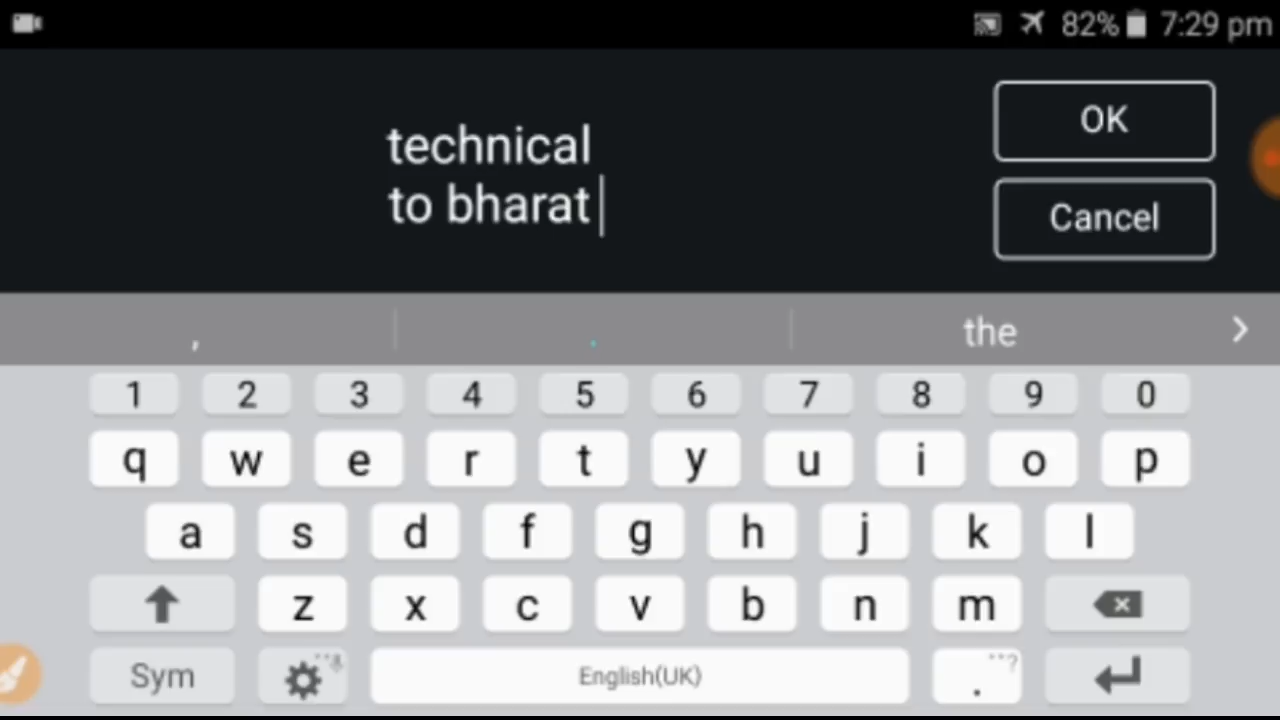 82% 7:29 pm
technical
to bharat
OK
Cancel
, . the
1 2 3 4 5 6 7 8 9 0
q w e r t y u i o p
a s d f g h j k l
z x c v b n m
Sym English(UK) . ?